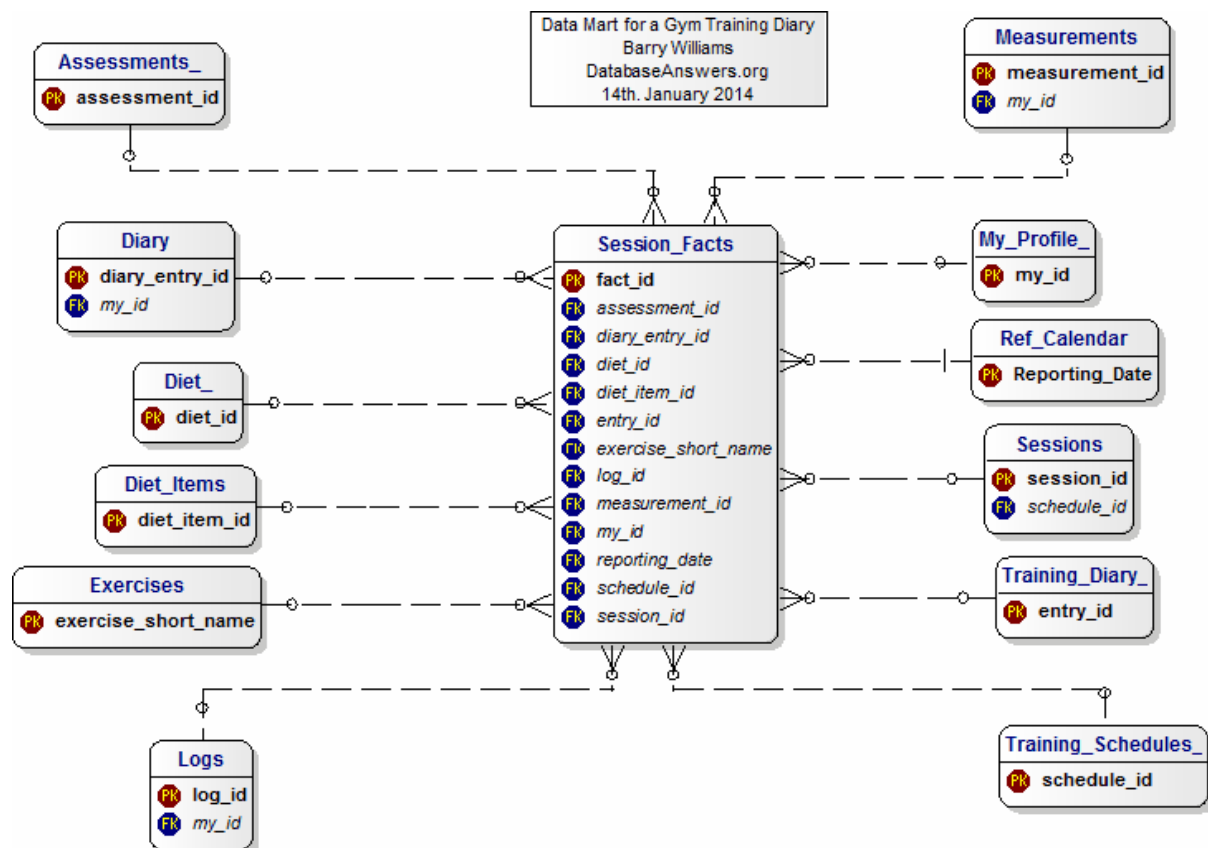 Data Mart for a Gym Training Diary
Barry Williams
DatabaseAnswers.org
14th. January 2014
Assessments_
PK assessment_id
Measurements
PK measurement_id
FK my_id
Diary
PK diary_entry_id
FK my_id
Diet_
PK diet_id
Diet_Items
PK diet_item_id
Exercises
PK exercise_short_name
Logs
PK log_id
FK my_id
Session_Facts
PK fact_id
FK assessment_id
FK diary_entry_id
FK diet_id
FK diet_item_id
FK entry_id
FK exercise_short_name
FK log_id
FK measurement_id
FK my_id
FK reporting_date
FK schedule_id
FK session_id
My_Profile_
PK my_id
Ref_Calendar
PK Reporting_Date
Sessions
PK session_id
FK schedule_id
Training_Diary_
PK entry_id
Training_Schedules_
PK schedule_id